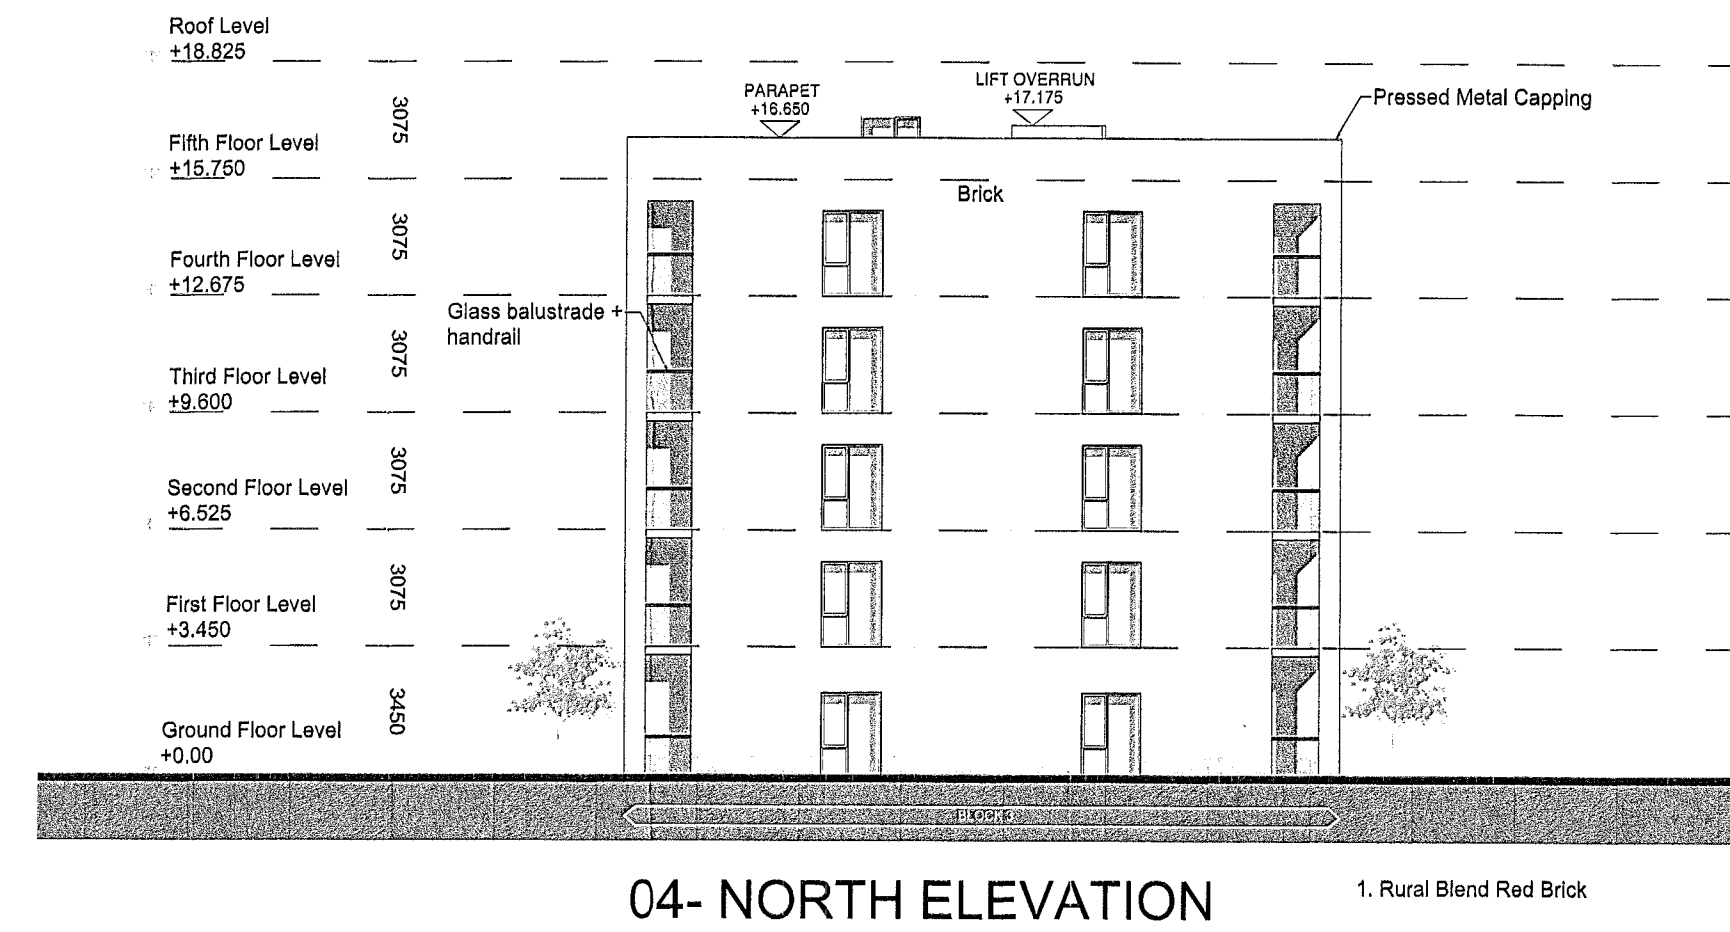 Roof Level
+18.825
PARAPET
+16.650
LIFT OVERRUN
+17.175
Pressed Metal Capping
3075
Fifth Floor Level
+15.750
Brick
3075
Fourth Floor Level
+12.675
Glass balustrade +
handrail
3075
Third Floor Level
+9.600
3075
Second Floor Level
+6.525
3075
First Floor Level
+3.450
3450
Ground Floor Level
+0.00
BLOCK 3
04- NORTH ELEVATION
1. Rural Blend Red Brick